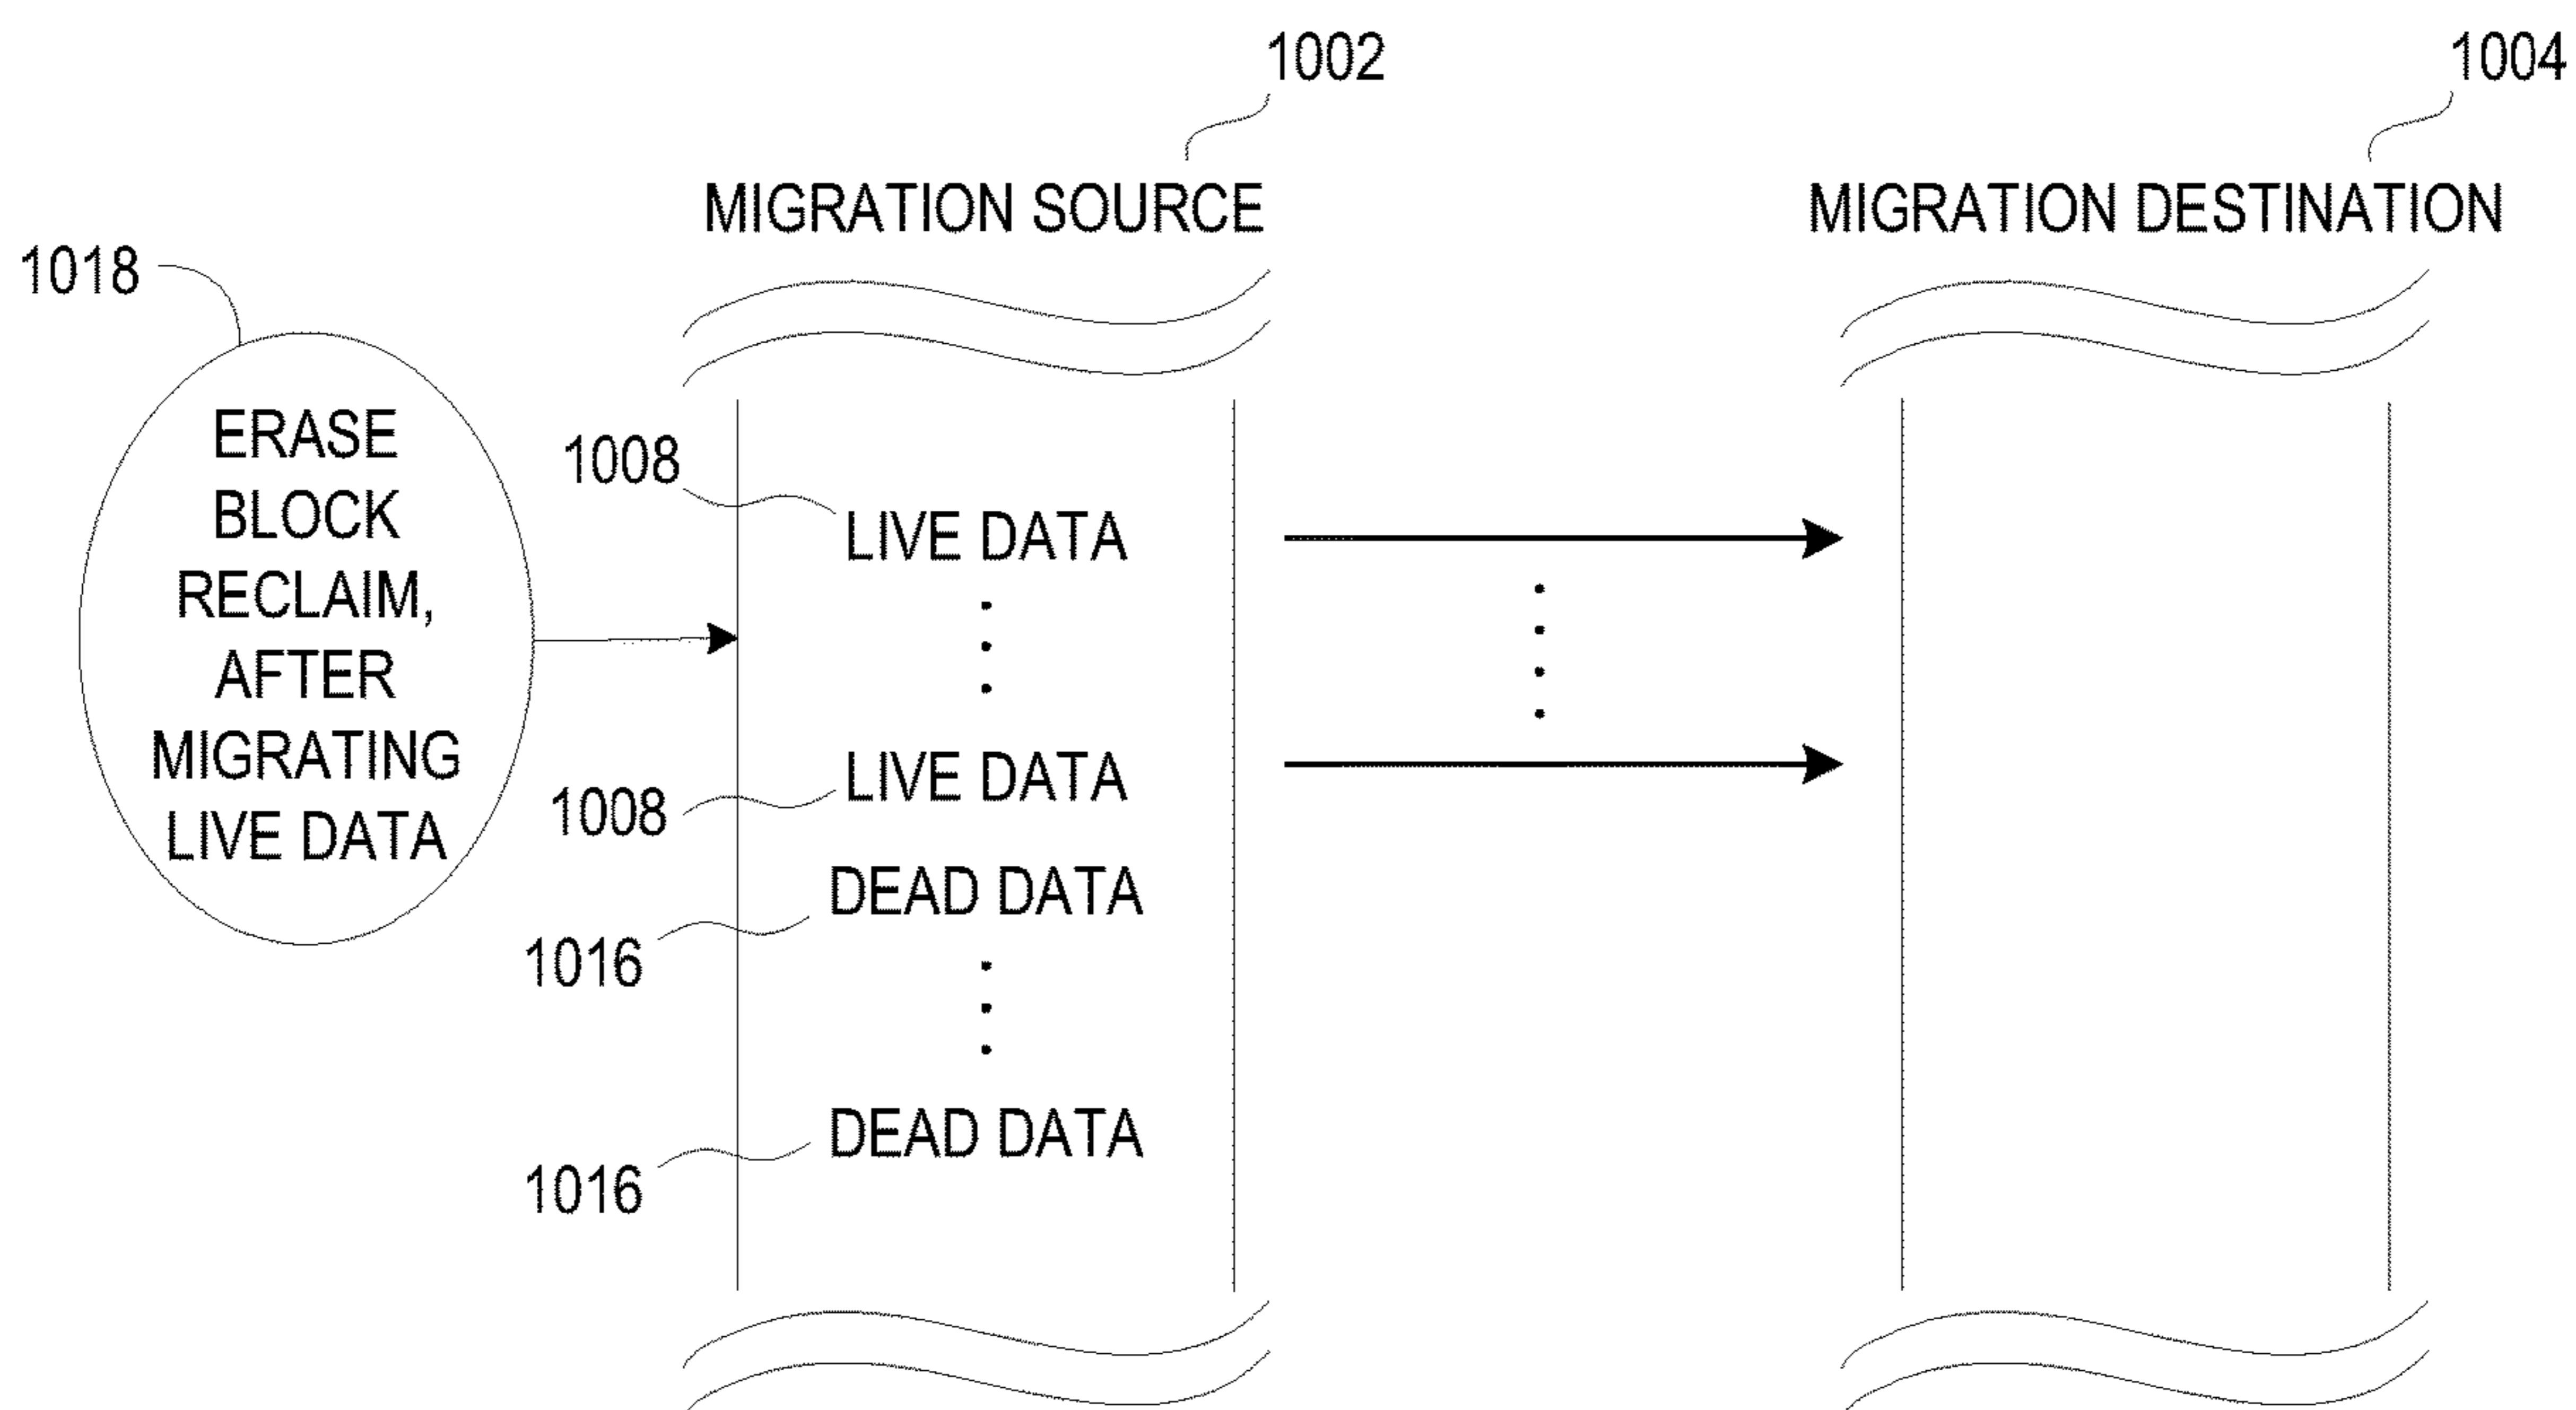 1002
1004
MIGRATION SOURCE
MIGRATION DESTINATION
1018
ERASE
BLOCK
RECLAIM,
AFTER
MIGRATING
LIVE DATA
1008
LIVE DATA
LIVE DATA
1008
DEAD DATA
1016
DEAD DATA
1016